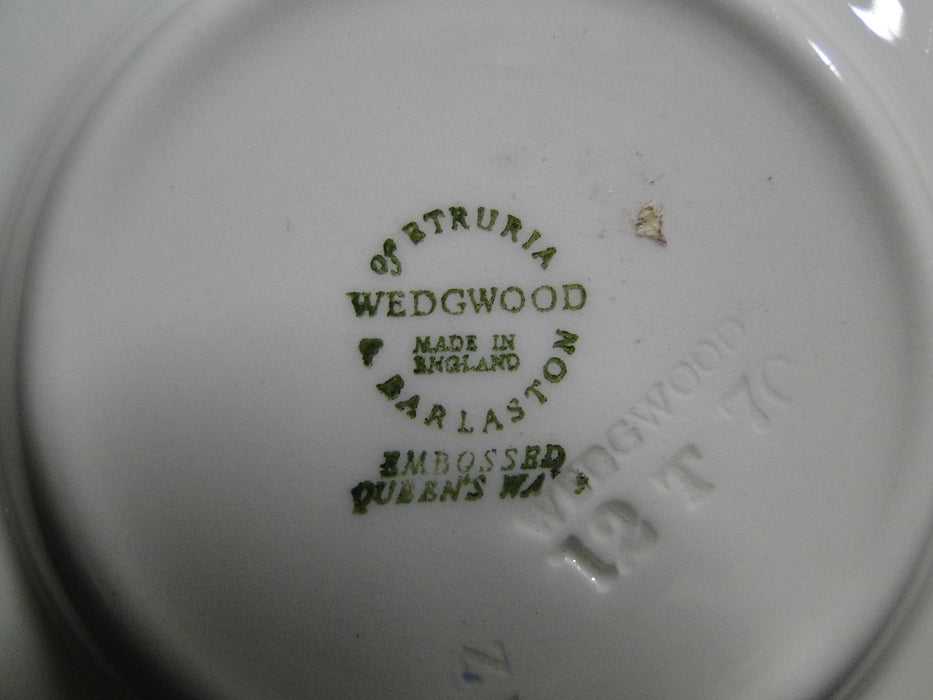 of ETRURIA
WEDGWOOD
MADE IN
ENGLAND
& BARLASTON
EMBOSSED
QUEEN'S WARE
WEDGWOOD
12 T 70
Z